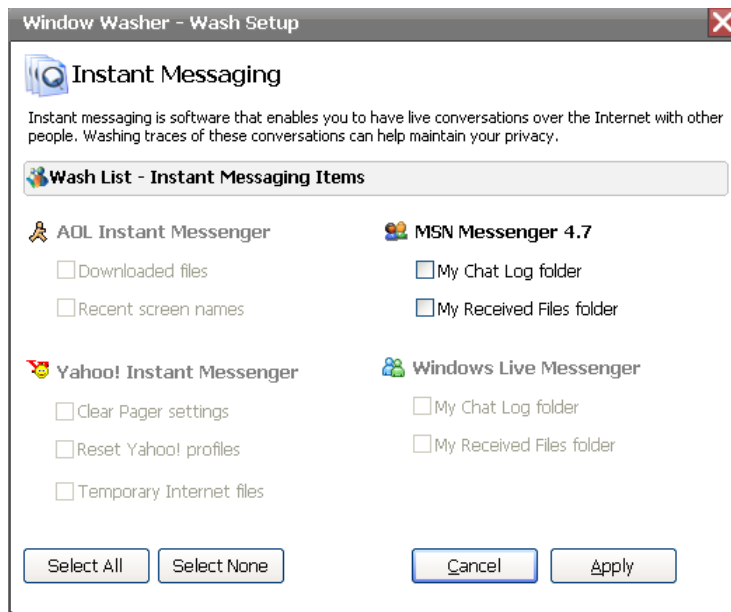 Window Washer - Wash Setup
Instant Messaging
Instant messaging is software that enables you to have live conversations over the Internet with other
people. Washing traces of these conversations can help maintain your privacy.
Wash List - Instant Messaging Items
AOL Instant Messenger
Downloaded files
Recent screen names
MSN Messenger 4.7
My Chat Log folder
My Received Files folder
Yahoo! Instant Messenger
Clear Pager settings
Reset Yahoo! profiles
Temporary Internet files
Windows Live Messenger
My Chat Log folder
My Received Files folder
Select All
Select None
Cancel
Apply